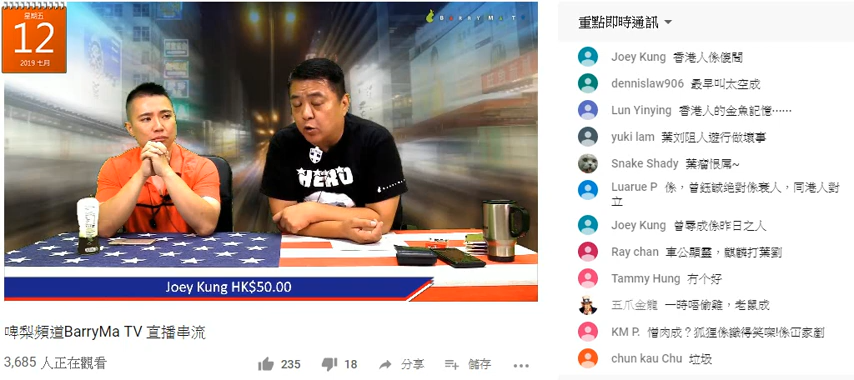 星期五
12
2019 七月
BARRYMA TV
HERO
Joey Kung HK$50.00
啤梨頻道BarryMa TV 直播串流
3,685 人正在觀看
235
18
分享
儲存
重點即時通訊
Joey Kung 香港人係傻閪
dennislaw906 最早叫太空成
Lun Yinying 香港人的金魚記憶⋯⋯
yuki lam 葉刘阻人遊行做壞事
Snake Shady 葉瘤恨屌~
Luarue P 係，曾鈺誠絶對係衰人，同港人對
立
Joey Kung 曾辱成係昨日之人
Ray chan 車公顯靈，麒麟打葉劉
Tammy Hung 冇个好
五爪金龍 一時唔偷雞，老鼠成
KM P. 憎肉成？狐狸係識得笑㗎!係冚家剷
chun kau Chu 垃圾